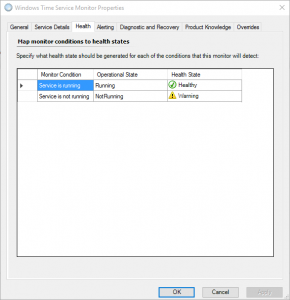 Windows Time Service Monitor Properties
General Service Details Health Alerting Diagnostic and Recovery Product Knowledge Overrides
Map monitor conditions to health states
Specify what health state should be generated for each of the conditions that this monitor will detect:
Monitor Condition Operational State Health State
Service is running Running Healthy
Service is not running NotRunning Warning
OK Cancel Apply